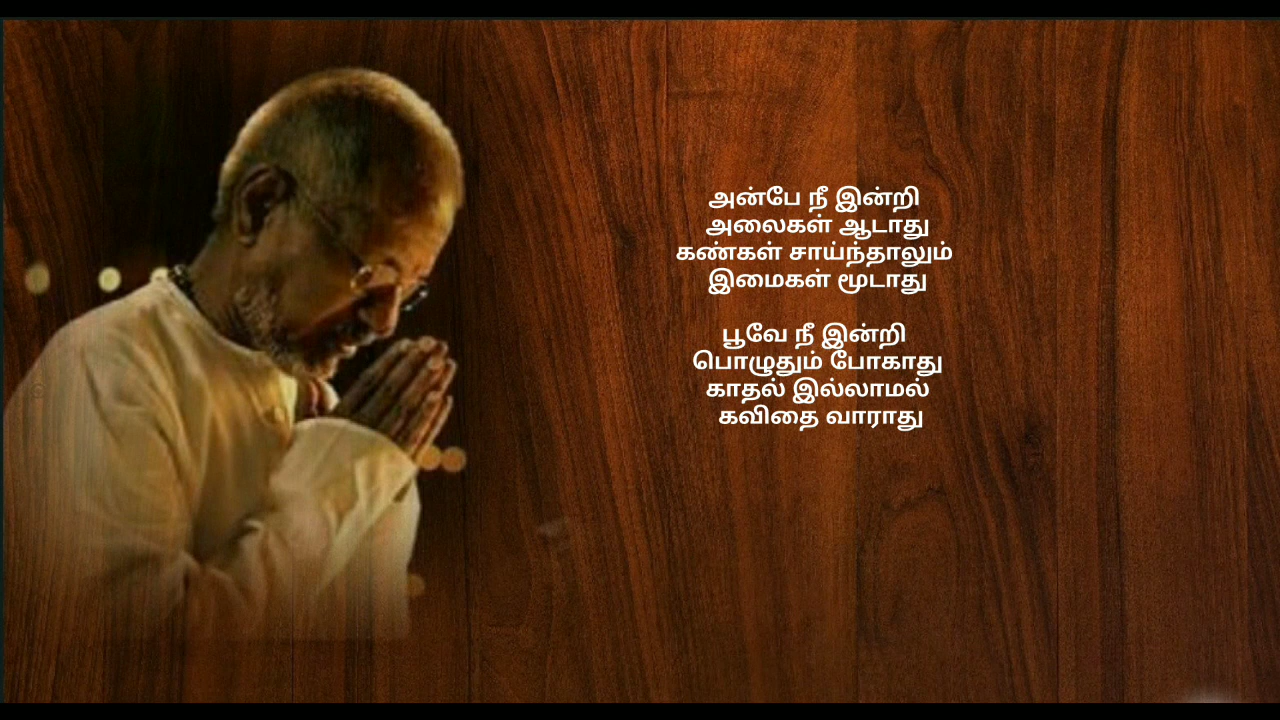 அன்பே நீ இன்றி
அலைகள் ஆடாது
கண்கள் சாய்ந்தாலும்
இமைகள் மூடாது
பூவே நீ இன்றி
பொழுதும் போகாது
காதல் இல்லாமல்
கவிதை வாராது